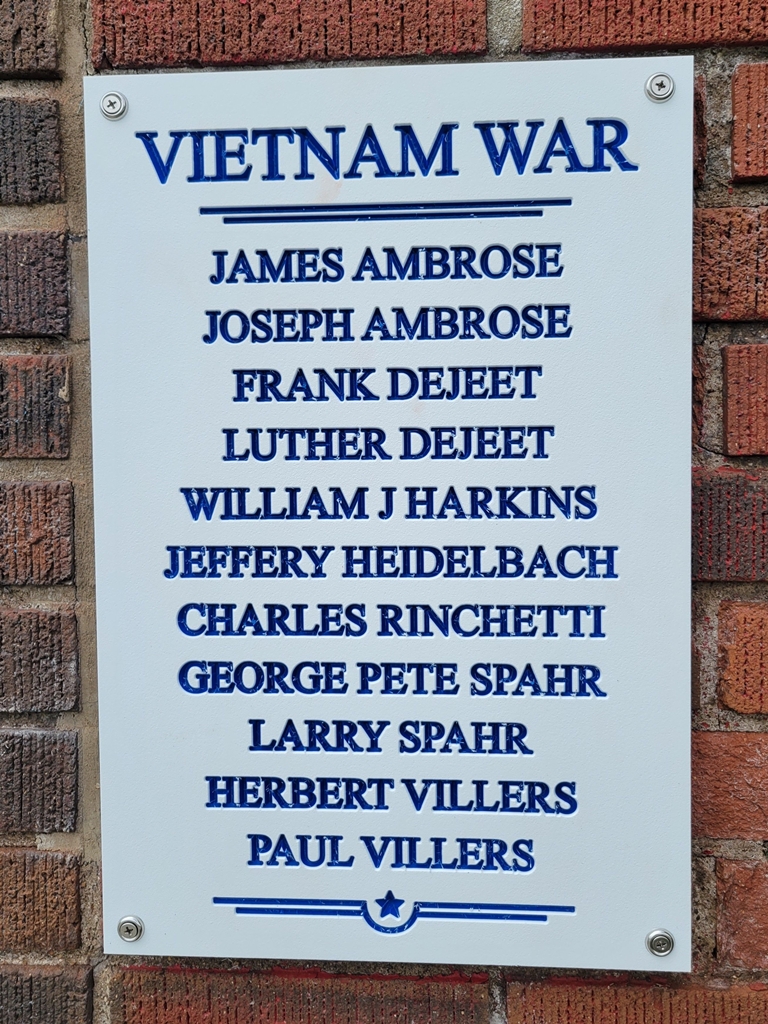 VIETNAM WAR
JAMES AMBROSE
JOSEPH AMBROSE
FRANK DEJEET
LUTHER DEJEET
WILLIAM J HARKINS
JEFFERY HEIDELBACH
CHARLES RINCHETTI
GEORGE PETE SPAHR
LARRY SPAHR
HERBERT VILLERS
PAUL VILLERS